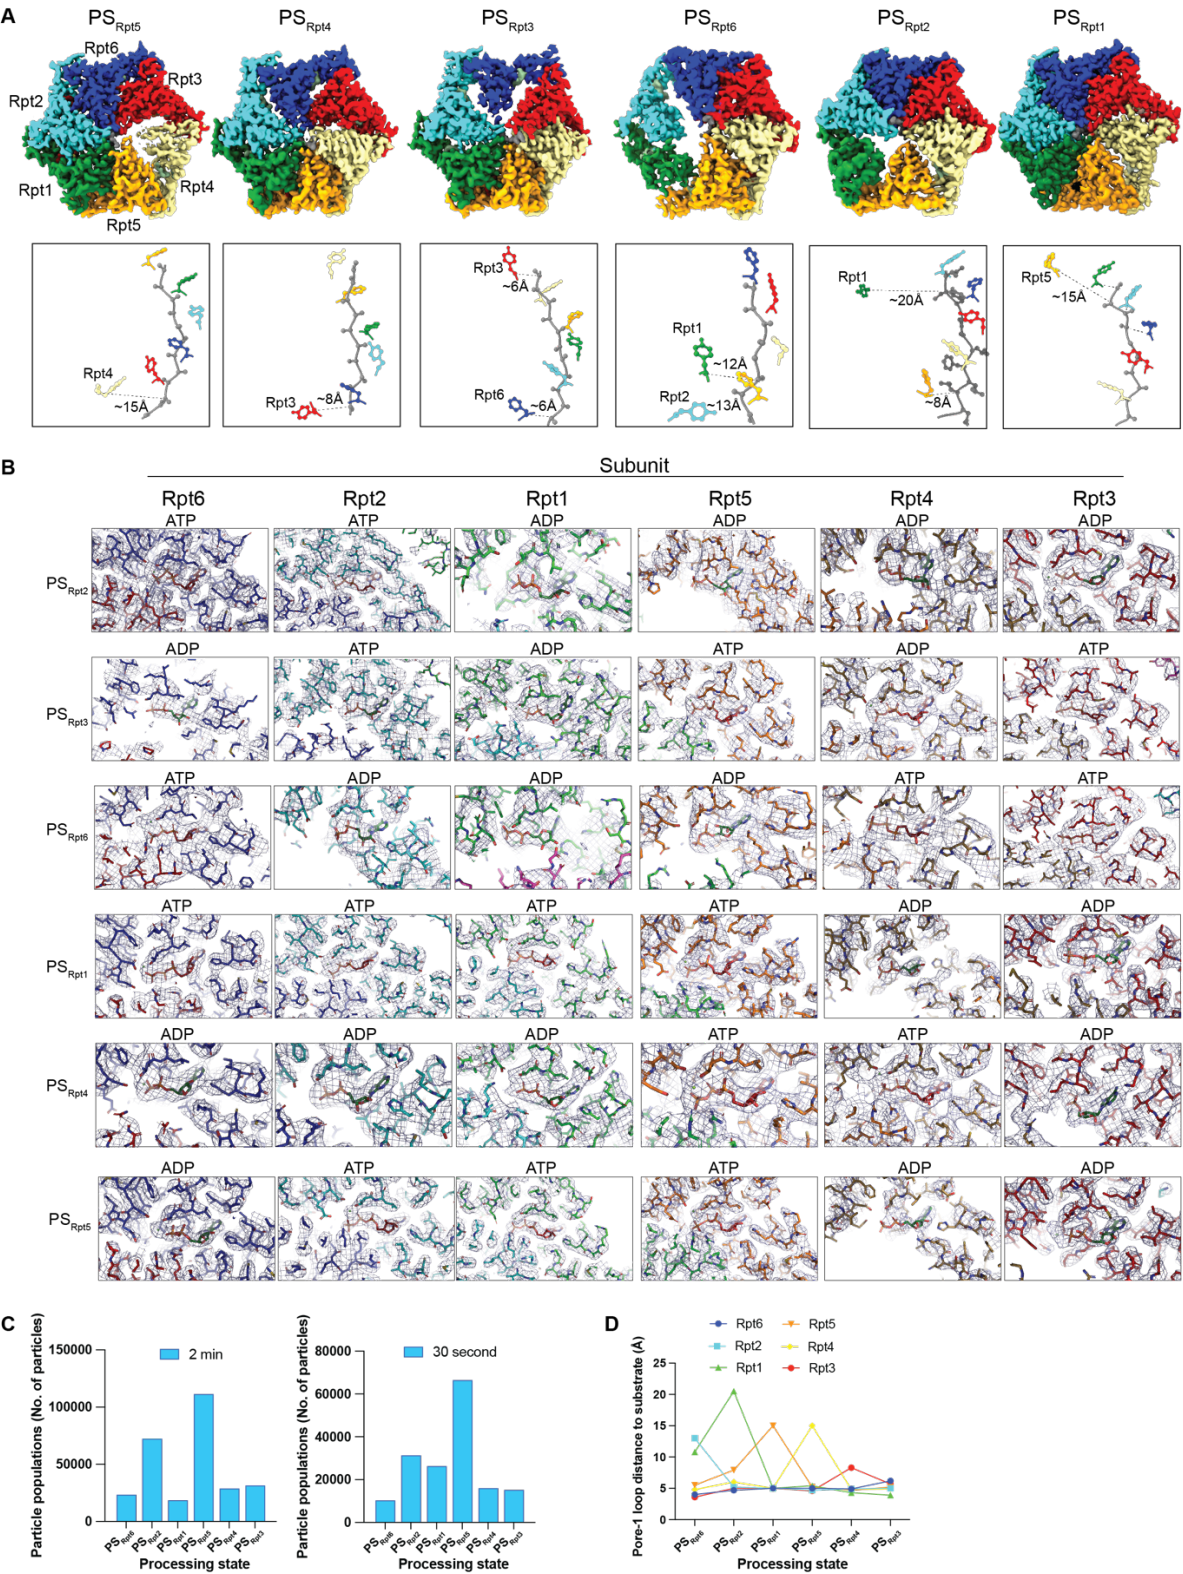 A
PSRpt5 PSRpt4 PSRpt3 PSRpt6 PSRpt2 PSRpt1
Rpt6
Rpt3
Rpt2
Rpt1
Rpt4
Rpt5
Rpt4
~15Å
Rpt3
~8Å
Rpt3
~6Å
Rpt6
~6Å
Rpt1
~12Å
Rpt2
~13Å
Rpt1
~20Å
~8Å
Rpt5
~15Å
B
Subunit
Rpt6 Rpt2 Rpt1 Rpt5 Rpt4 Rpt3
ATP ATP ADP ADP ADP ADP
PSRpt2
ADP ATP ADP ATP ADP ATP
PSRpt3
ATP ADP ADP ADP ATP ATP
PSRpt6
ATP ATP ATP ATP ADP ADP
PSRpt1
ADP ADP ADP ATP ATP ADP
PSRpt4
ADP ATP ATP ATP ADP ADP
PSRpt5
C
Particle populations (No. of particles)
150000
100000
50000
0
2 min
PSRpt6 PSRpt2 PSRpt1 PSRpt5 PSRpt4 PSRpt3
Processing state
Particle populations (No. of particles)
80000
60000
40000
20000
0
30 second
PSRpt6 PSRpt2 PSRpt1 PSRpt5 PSRpt4 PSRpt3
Processing state
D
Rpt6 Rpt5
Rpt2 Rpt4
Rpt1 Rpt3
Pore-1 loop distance to substrate (Å)
25
20
15
10
5
0
PSRpt6 PSRpt2 PSRpt1 PSRpt5 PSRpt4 PSRpt3
Processing state